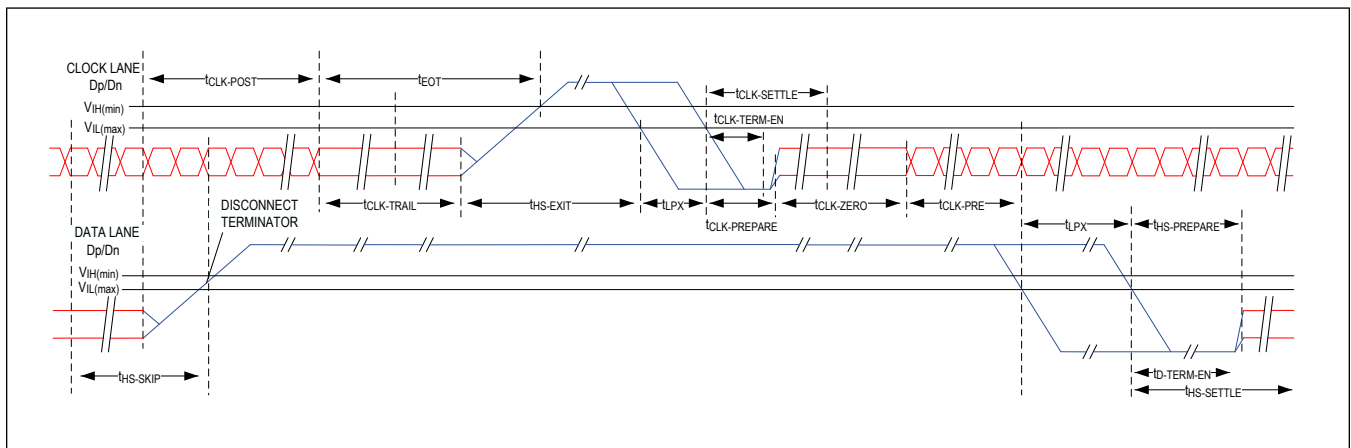 CLOCK LANE
Dp/Dn
tCLK-POST
tEOT
tCLK-SETTLE
VIH(min)
VIL(max)
tCLK-TERM-EN
DISCONNECT
TERMINATOR
tCLK-TRAIL
tHS-EXIT
tLPX
tCLK-ZERO
tCLK-PRE
tCLK-PREPARE
DATA LANE
Dp/Dn
tLPX
tHS-PREPARE
VIH(min)
VIL(max)
tHS-SKIP
tD-TERM-EN
tHS-SETTLE